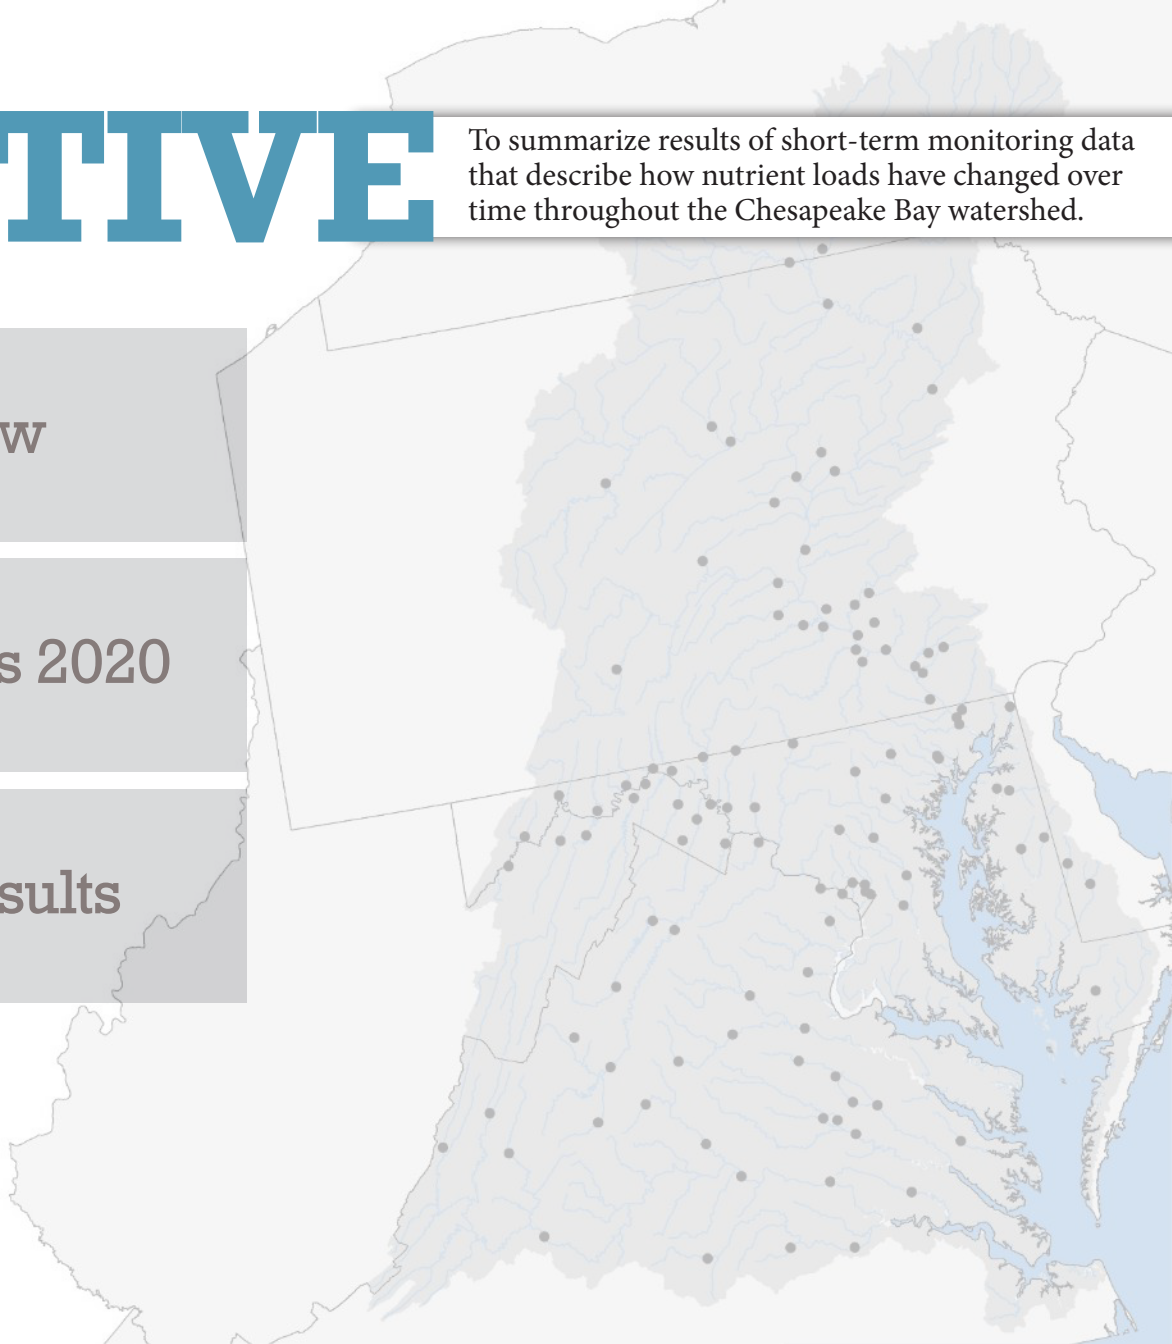 TIVE
To summarize results of short-term monitoring data
that describe how nutrient loads have changed over
time throughout the Chesapeake Bay watershed.
w
s 2020
sults